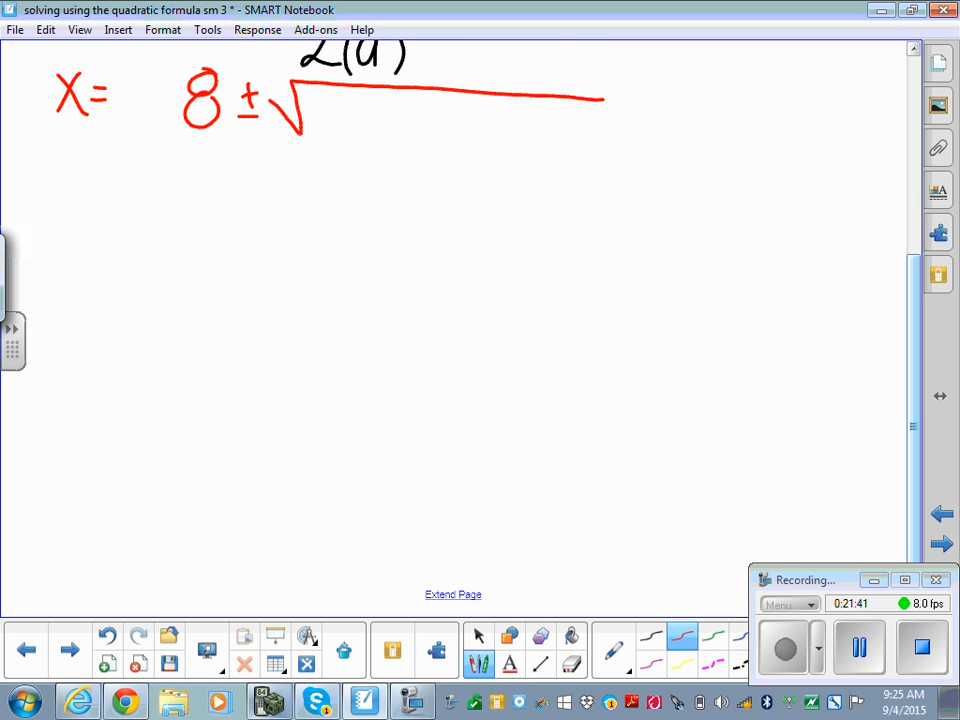 solving using the quadratic formula sm 3 * - SMART Notebook
File Edit View Insert Format Tools Response Add-ons Help
2(a)
X= 8 ± √
Extend Page
Recording...
Menu 0:21:41 8.0 fps
9:25 AM
9/4/2015